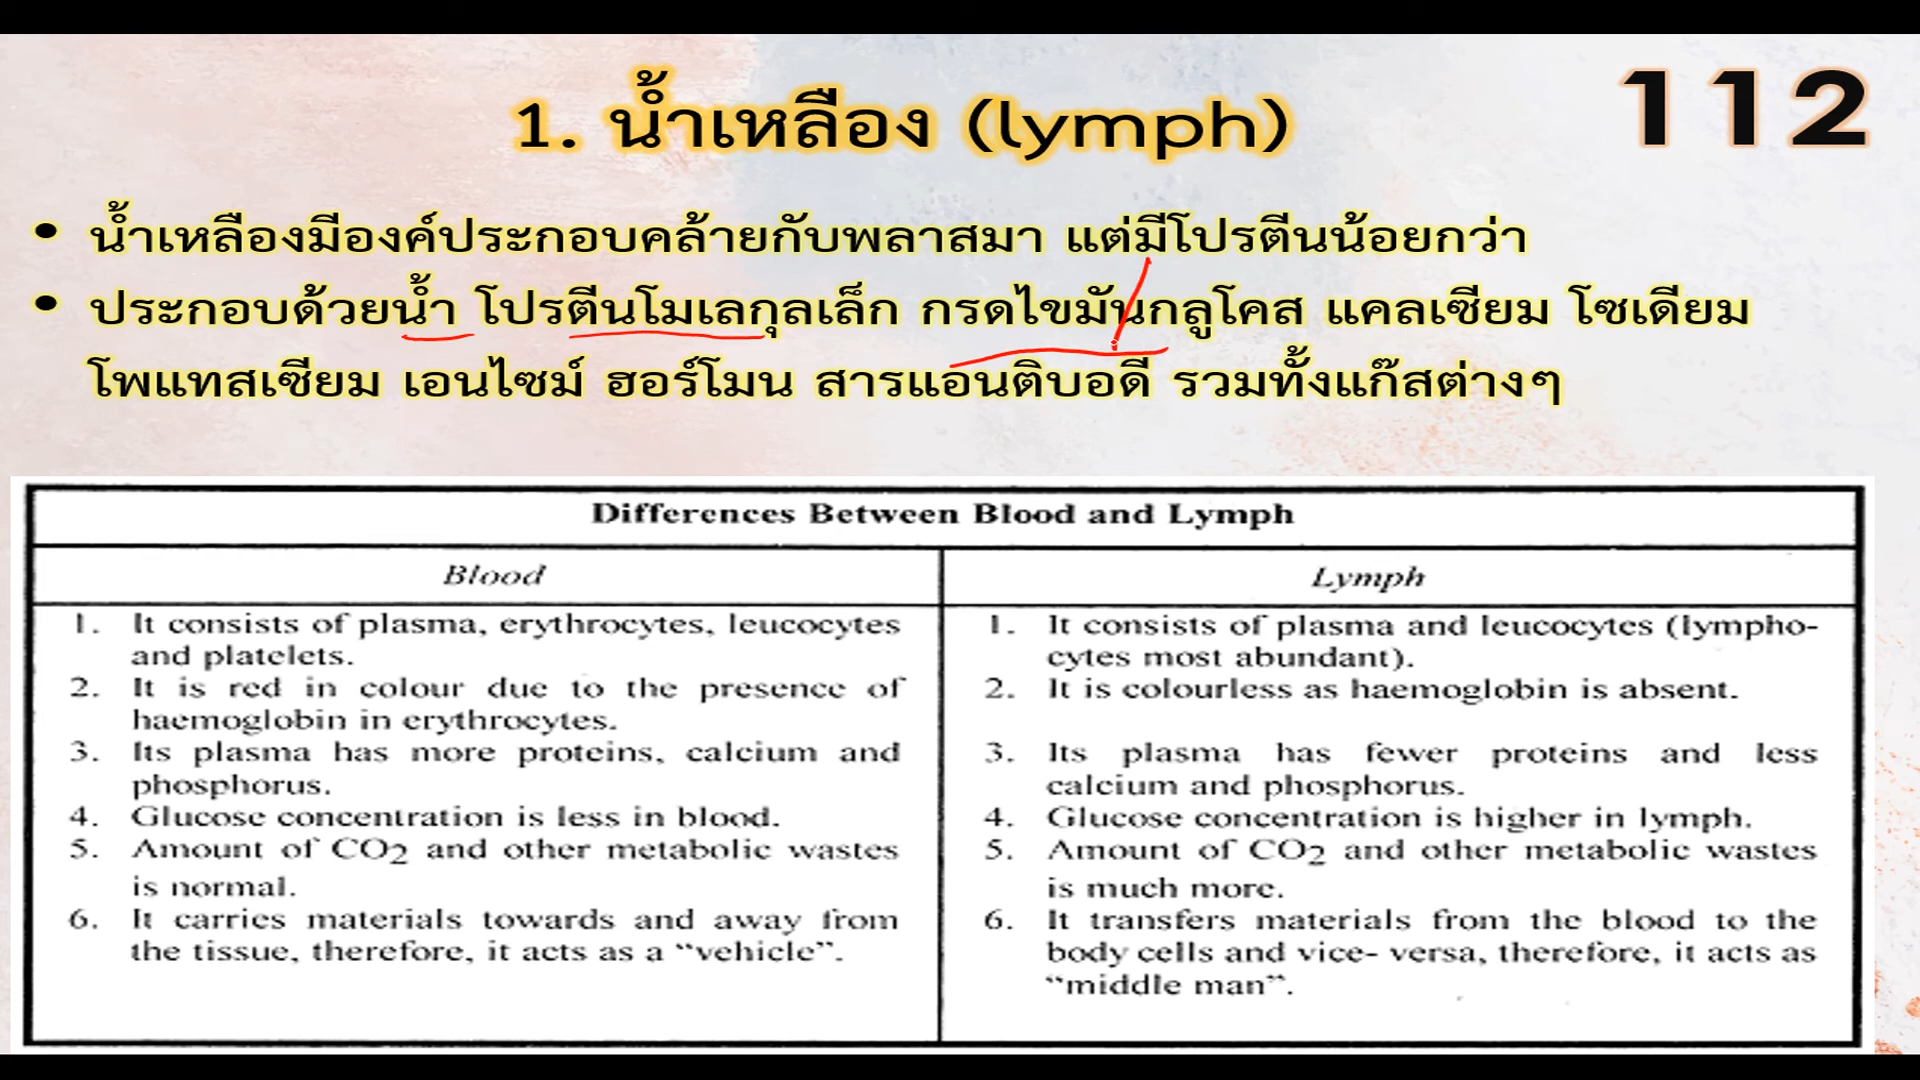 1. น้ำเหลือง (lymph)
112
• น้ำเหลืองมีองค์ประกอบคล้ายกับพลาสมา แต่มีโปรตีนน้อยกว่า
• ประกอบด้วยน้ำ โปรตีนโมเลกุลเล็ก กรดไขมันกลูโคส แคลเซียม โซเดียม
โพแทสเซียม เอนไซม์ ฮอร์โมน สารแอนติบอดี รวมทั้งแก๊สต่างๆ
Differences Between Blood and Lymph
Blood
1. It consists of plasma, erythrocytes, leucocytes
and platelets.
2. It is red in colour due to the presence of
haemoglobin in erythrocytes.
3. Its plasma has more proteins, calcium and
phosphorus.
4. Glucose concentration is less in blood.
5. Amount of CO2 and other metabolic wastes
is normal.
6. It carries materials towards and away from
the tissue, therefore, it acts as a “vehicle”.
Lymph
1. It consists of plasma and leucocytes (lympho-
cytes most abundant).
2. It is colourless as haemoglobin is absent.
3. Its plasma has fewer proteins and less
calcium and phosphorus.
4. Glucose concentration is higher in lymph.
5. Amount of CO2 and other metabolic wastes
is much more.
6. It transfers materials from the blood to the
body cells and vice- versa, therefore, it acts as
“middle man”.